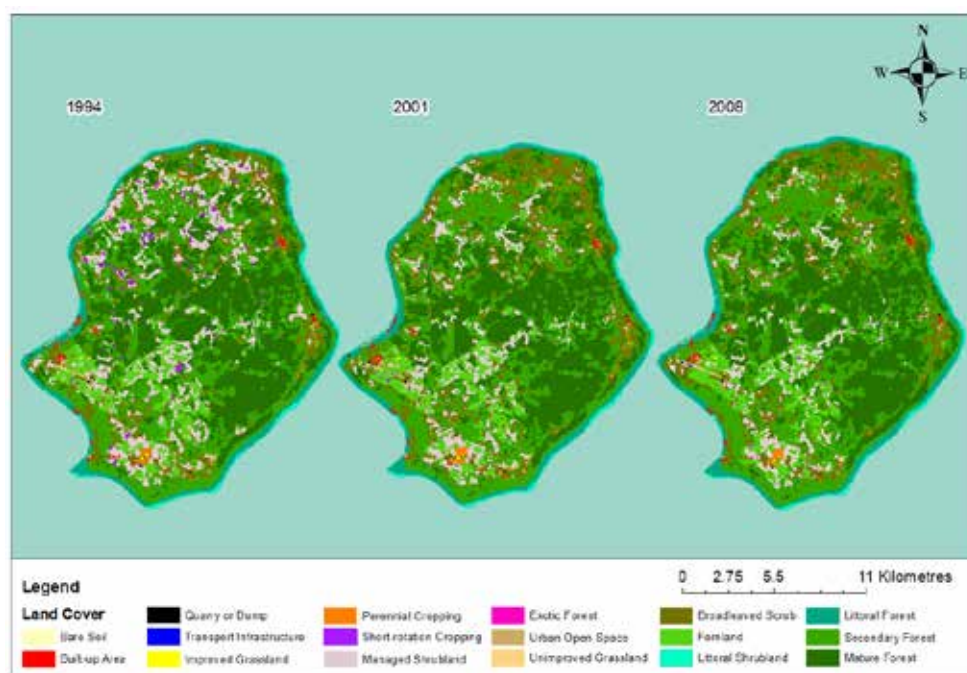 N
W E
S
1994 2001 2008
Legend
0 2.75 5.5 11 Kilometres
Land Cover
Quarry or Dump
Perennial Cropping
Exotic Forest
Broadleaved Scrub
Littoral Forest
Bare Soil
Transport Infrastructure
Short rotation Cropping
Urban Open Space
Fernland
Secondary Forest
Built-up Area
Improved Grassland
Managed Shrubland
Unimproved Grassland
Littoral Shrubland
Mature Forest